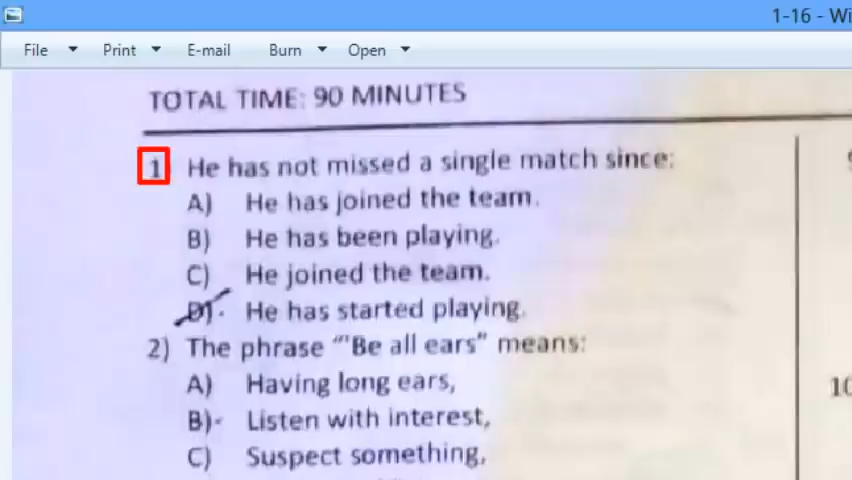 1-16 - Wi
File Print E-mail Burn Open
TOTAL TIME: 90 MINUTES
1 He has not missed a single match since:
A) He has joined the team.
B) He has been playing.
C) He joined the team.
D) He has started playing.
2) The phrase "'Be all ears" means:
A) Having long ears,
10
B) Listen with interest,
C) Suspect something,